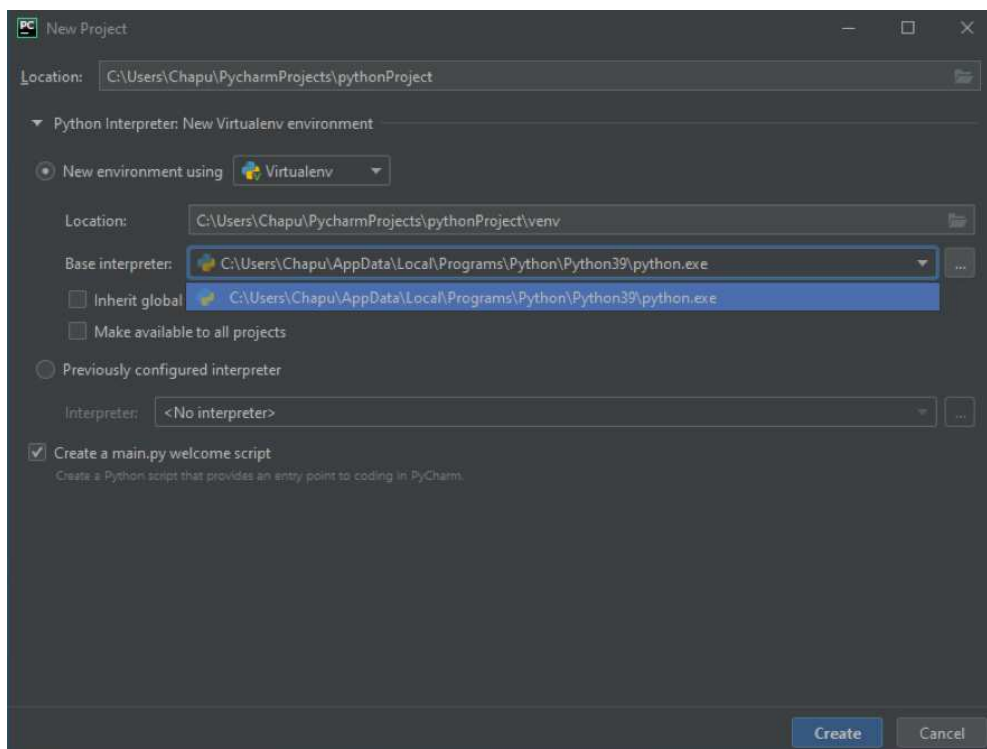 PC New Project
Location: C:\Users\Chapu\PycharmProjects\pythonProject
Python Interpreter: New Virtualenv environment
New environment using Virtualenv
Location: C:\Users\Chapu\PycharmProjects\pythonProject\venv
Base interpreter: C:\Users\Chapu\AppData\Local\Programs\Python\Python39\python.exe ...
Inherit global C:\Users\Chapu\AppData\Local\Programs\Python\Python39\python.exe
Make available to all projects
Previously configured interpreter
Interpreter: <No interpreter> ...
Create a main.py welcome script
Create a Python script that provides an entry point to coding in PyCharm.
Create Cancel